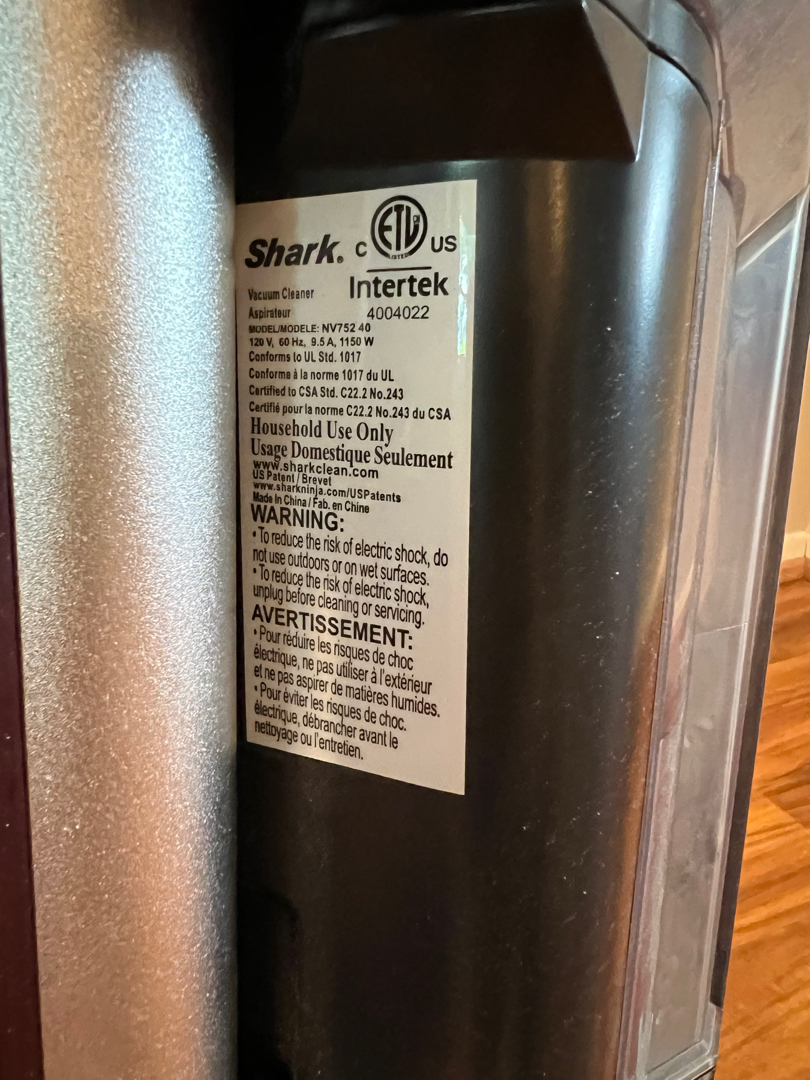 Shark.
C ETL US
LISTED
Intertek
4004022
Vacuum Cleaner
Aspirateur
MODEL/MODELE: NV752 40
120 V, 60 Hz, 9.5 A, 1150 W
Conforms to UL Std. 1017
Conforme à la norme 1017 du UL
Certified to CSA Std. C22.2 No.243
Certifié pour la norme C22.2 No.243 du CSA
Household Use Only
Usage Domestique Seulement
www.sharkclean.com
US Patent / Brevet
www.sharkninja.com/USPatents
Made in China / Fab. en Chine
WARNING:
• To reduce the risk of electric shock, do
not use outdoors or on wet surfaces.
• To reduce the risk of electric shock,
unplug before cleaning or servicing.
AVERTISSEMENT:
• Pour réduire les risques de choc
électrique, ne pas utiliser à l'extérieur
et ne pas aspirer de matières humides.
• Pour éviter les risques de choc.
électrique, débrancher avant le
nettoyage ou l'entretien.